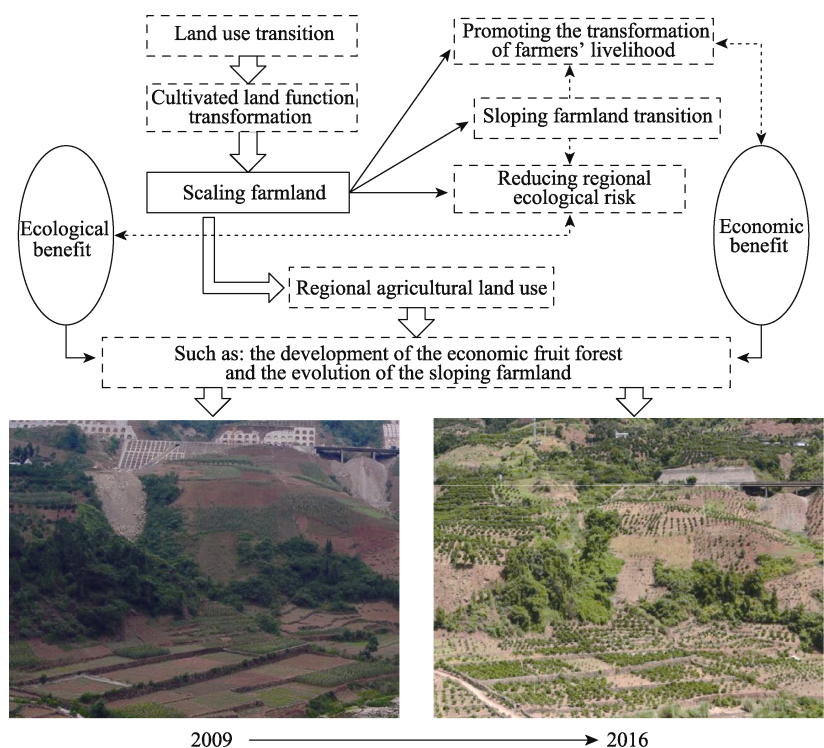 Land use transition
Promoting the transformation
of farmers' livelihood
Cultivated land function
transformation
Sloping farmland transition
Scaling farmland
Reducing regional
ecological risk
Ecological
benefit
Economic
benefit
Regional agricultural land use
Such as: the development of the economic fruit forest
and the evolution of the sloping farmland
2009
2016